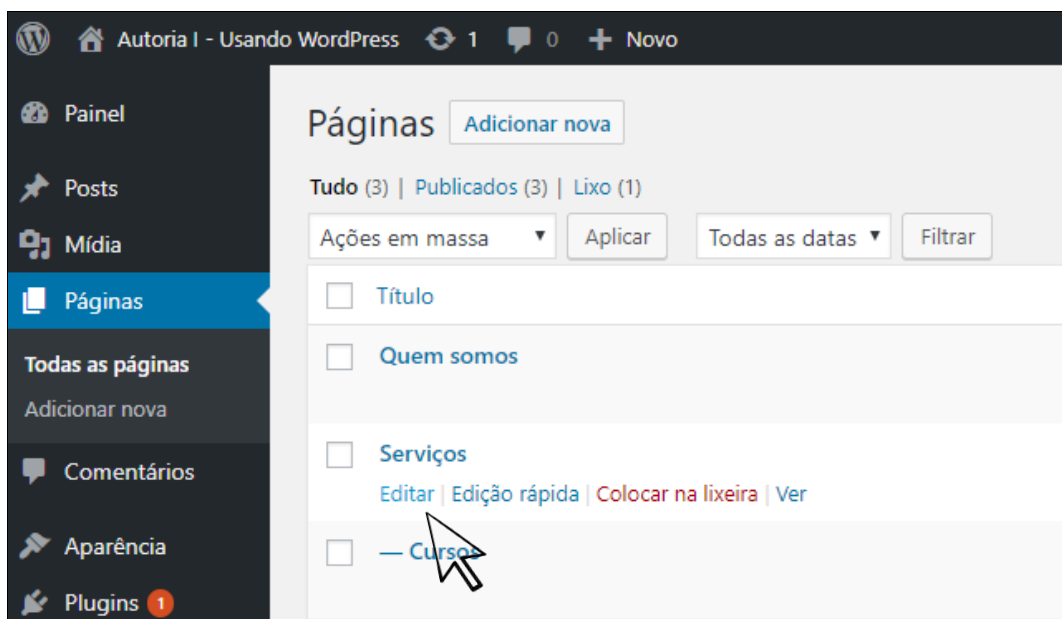 Autoria I - Usando WordPress 1 0 + Novo
Painel
Posts
Mídia
Páginas
Todas as páginas
Adicionar nova
Comentários
Aparência
Plugins 1
Páginas Adicionar nova
Tudo (3) | Publicados (3) | Lixo (1)
Ações em massa Aplicar Todas as datas Filtrar
Título
Quem somos
Serviços
Editar | Edição rápida | Colocar na lixeira | Ver
— Cursos